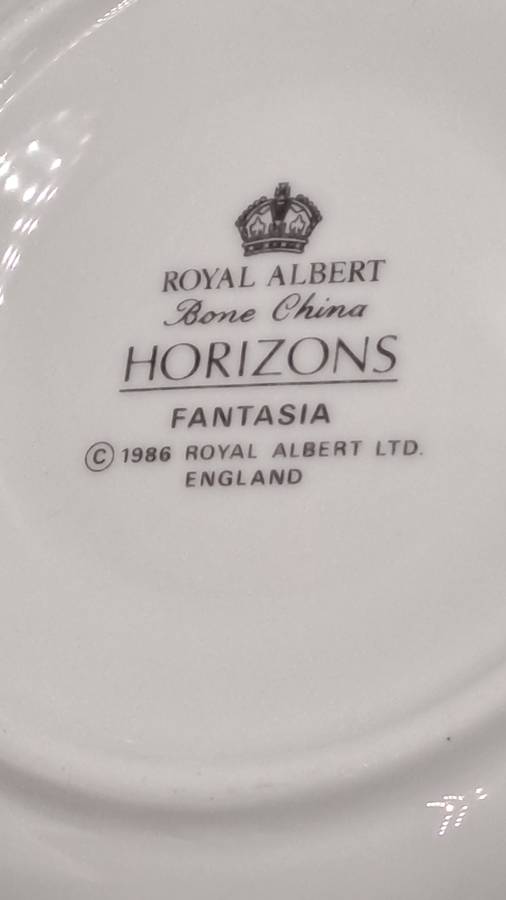 ROYAL ALBERT
Bone China
HORIZONS
FANTASIA
© 1986 ROYAL ALBERT LTD.
ENGLAND